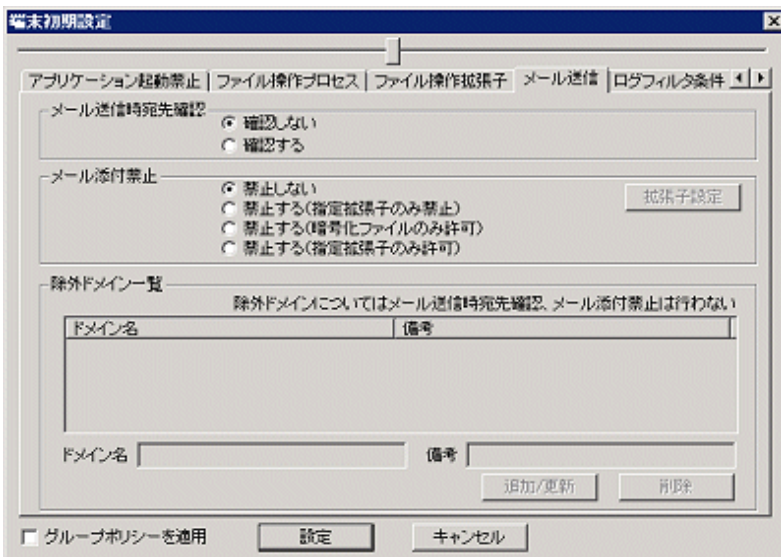 端末初期設定
アプリケーション起動禁止 ファイル操作プロセス ファイル操作拡張子 メール送信 ログフィルタ条件
メール送信時宛先確認
確認しない
確認する
メール添付禁止
禁止しない
拡張子設定
禁止する(指定拡張子のみ禁止)
禁止する(暗号化ファイルのみ許可)
禁止する(指定拡張子のみ許可)
除外ドメイン一覧
除外ドメインについてはメール送信時宛先確認、メール添付禁止は行わない
ドメイン名 備考
ドメイン名 備考
追加/更新 削除
グループポリシーを適用 設定 キャンセル